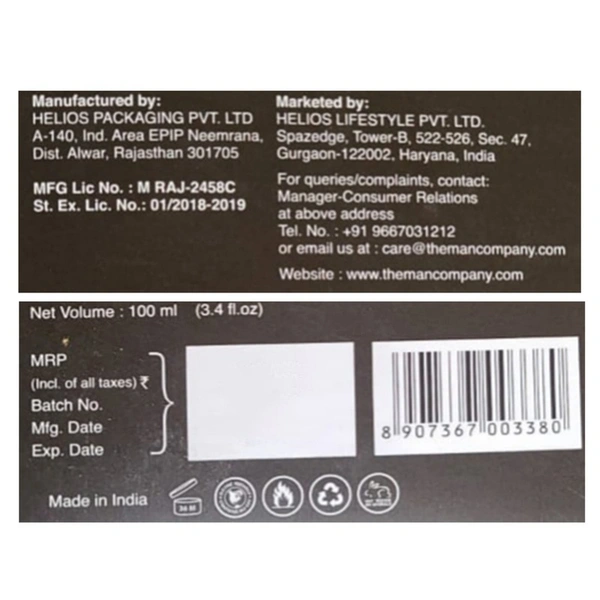 Manufactured by:
HELIOS PACKAGING PVT. LTD
A-140, Ind. Area EPIP Neemrana,
Dist. Alwar, Rajasthan 301705
MFG Lic No. : M RAJ-2458C
St. Ex. Lic. No.: 01/2018-2019
Marketed by:
HELIOS LIFESTYLE PVT. LTD.
Spazedge, Tower-B, 522-526, Sec. 47,
Gurgaon-122002, Haryana, India
For queries/complaints, contact:
Manager-Consumer Relations
at above address
Tel. No. : +91 9667031212
or email us at : care@themancompany.com
Website : www.themancompany.com
Net Volume : 100 ml (3.4 fl.oz)
MRP
(Incl. of all taxes) ₹
Batch No.
Mfg. Date
Exp. Date
8 907367 003380
Made in India
36 M